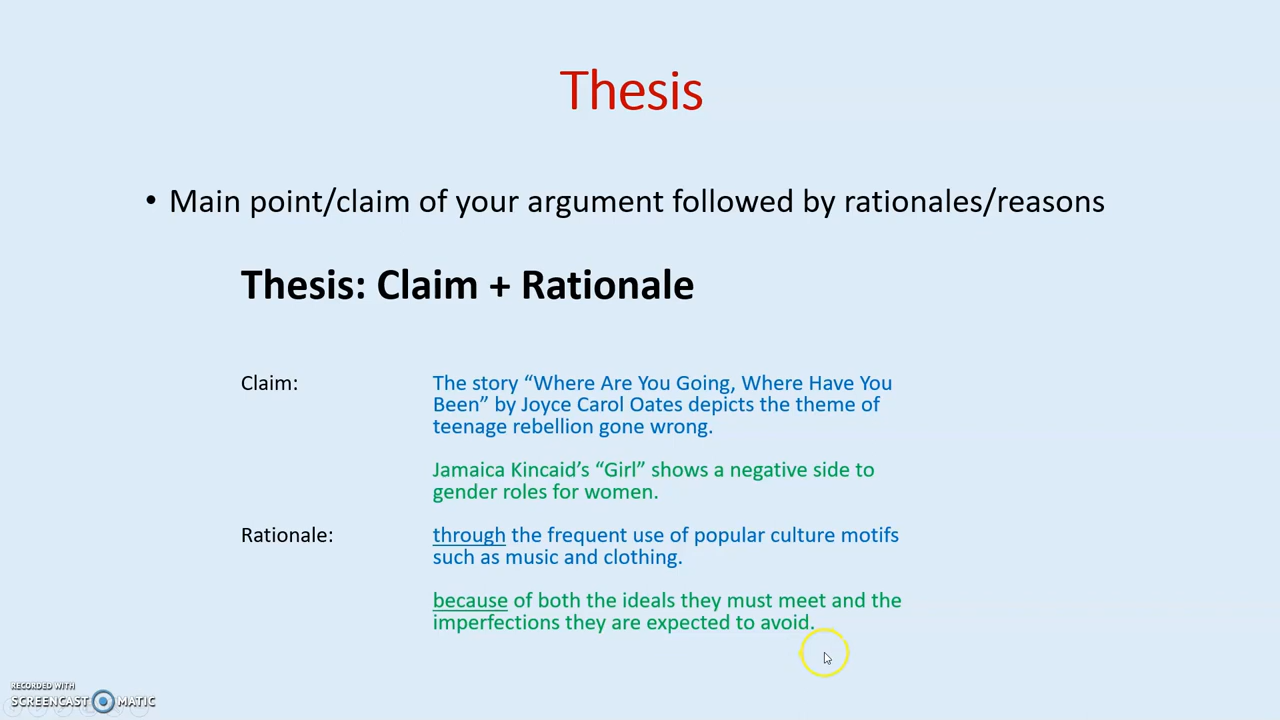 Thesis
• Main point/claim of your argument followed by rationales/reasons
Thesis: Claim + Rationale
Claim:
The story “Where Are You Going, Where Have You
Been” by Joyce Carol Oates depicts the theme of
teenage rebellion gone wrong.
Jamaica Kincaid’s “Girl” shows a negative side to
gender roles for women.
Rationale:
through the frequent use of popular culture motifs
such as music and clothing.
because of both the ideals they must meet and the
imperfections they are expected to avoid.
RECORDED WITH
SCREENCAST MATIC